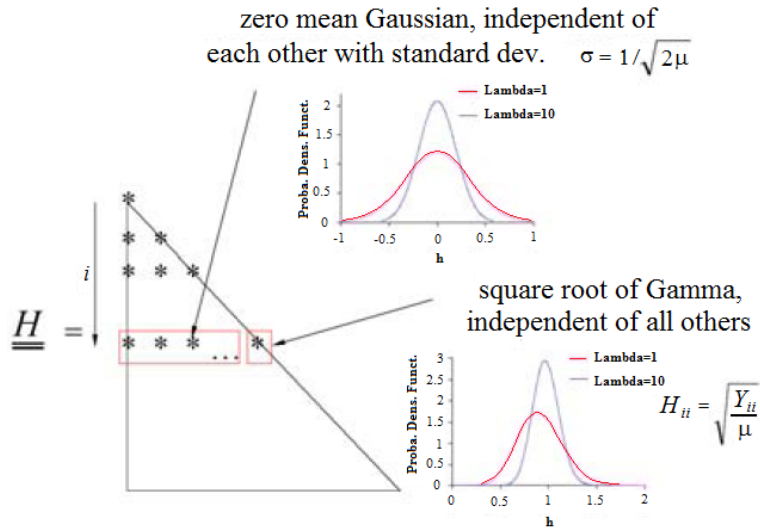 zero mean Gaussian, independent of
each other with standard dev. σ = 1/√2μ
Lambda=1
Lambda=10
Proba. Dens. Funct.
2
1.5
1
0.5
0
-1 -0.5 0 0.5 1
h
*
* *
* * *
i
H =
* * * ... *
square root of Gamma,
independent of all others
Lambda=1
Lambda=10
Proba. Dens. Funct.
3
2.5
2
1.5
1
0.5
0
0 0.5 1 1.5 2
h
H_ii = √(Y_ii/μ)